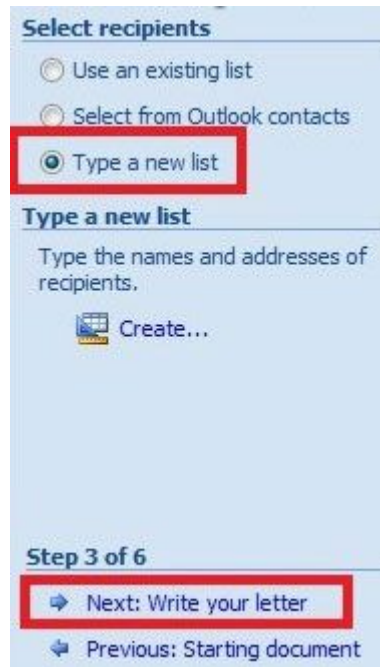 Select recipients
Use an existing list
Select from Outlook contacts
Type a new list
Type a new list
Type the names and addresses of
recipients.
Create...
Step 3 of 6
Next: Write your letter
Previous: Starting document